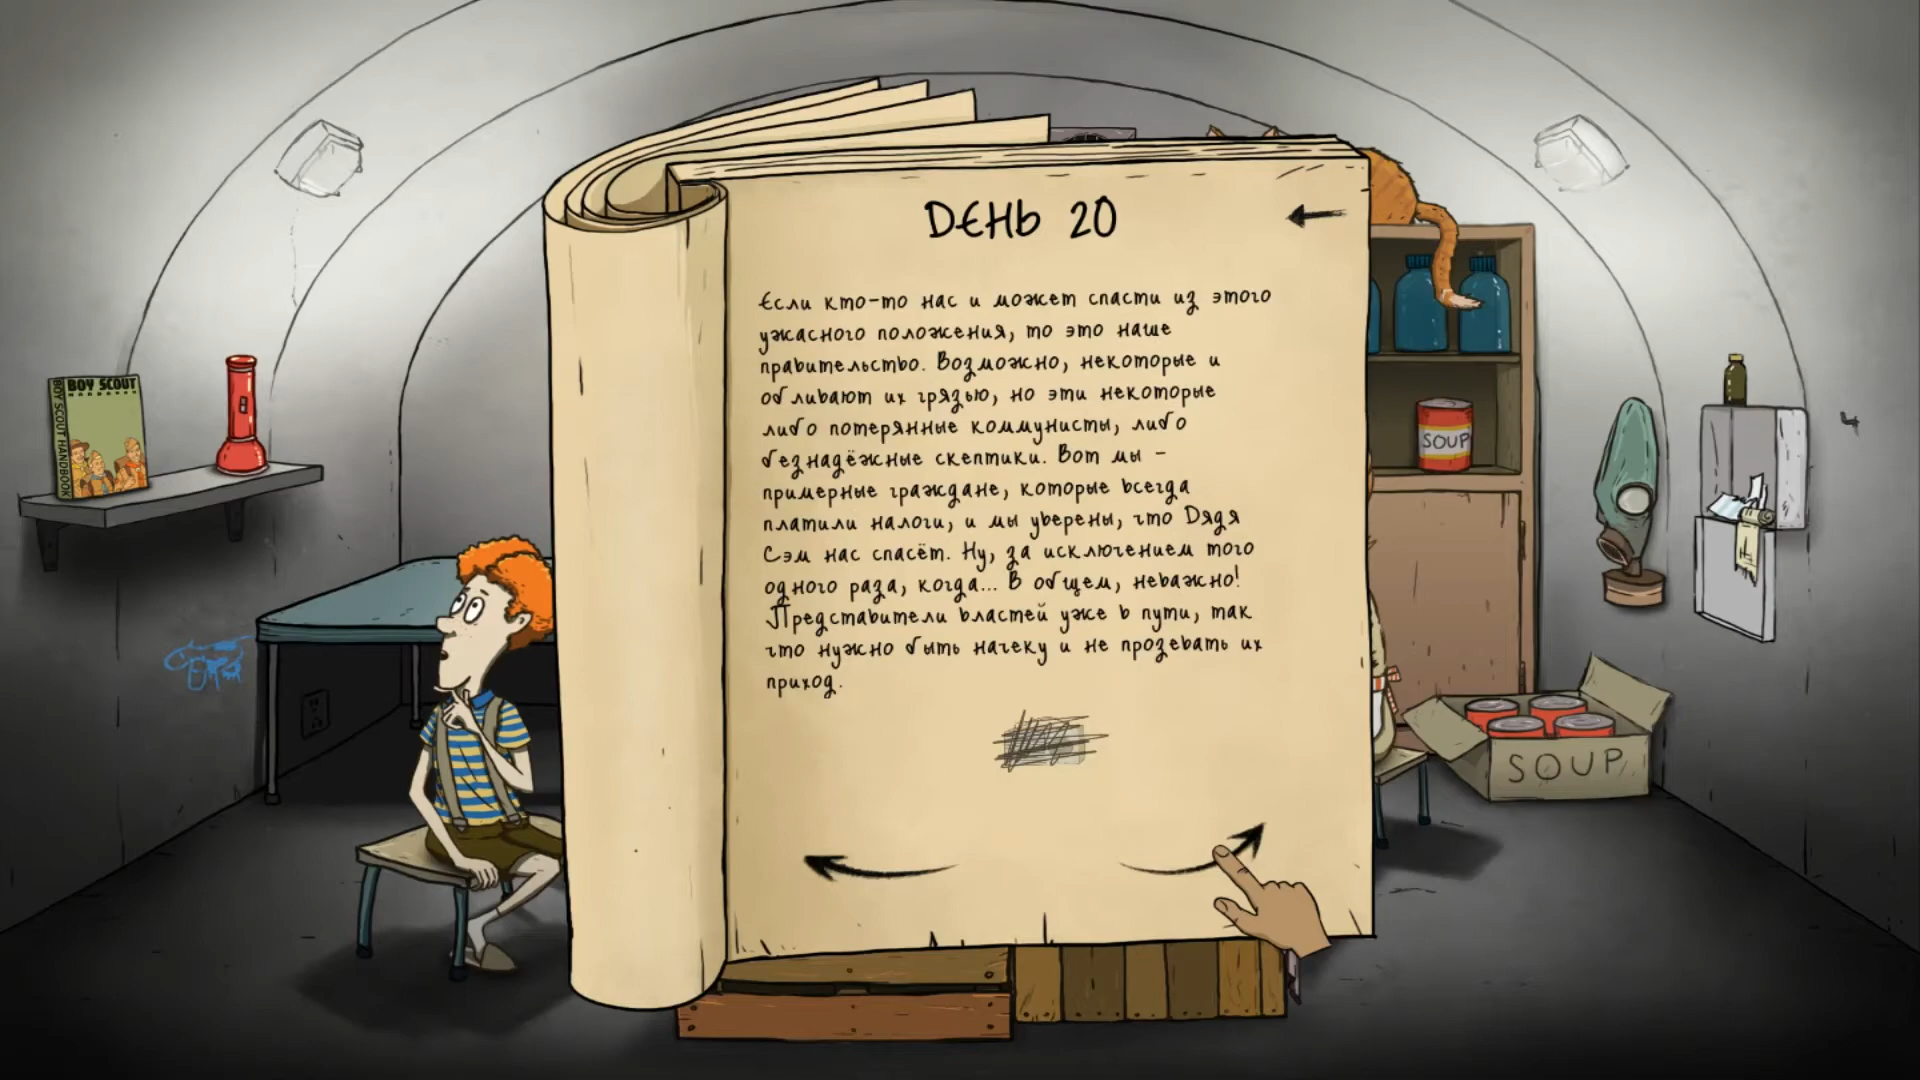 ДЕНЬ 20
Если кто-то нас и может спасти из этого
ужасного положения, то это наше
правительство. Возможно, некоторые и
обливают их грязью, но эти некоторые
либо потерянные коммунисты, либо
безнадёжные скептики. Вот мы -
примерные граждане, которые всегда
платили налоги, и мы уверены, что Дядя
Сэм нас спасёт. Ну, за исключением того
одного раза, когда... В общем, неважно!
Представители властей уже в пути, так
что нужно быть начеку и не прозевать их
приход.
BOY SCOUT
BOY SCOUT HANDBOOK
SOUP
SOUP